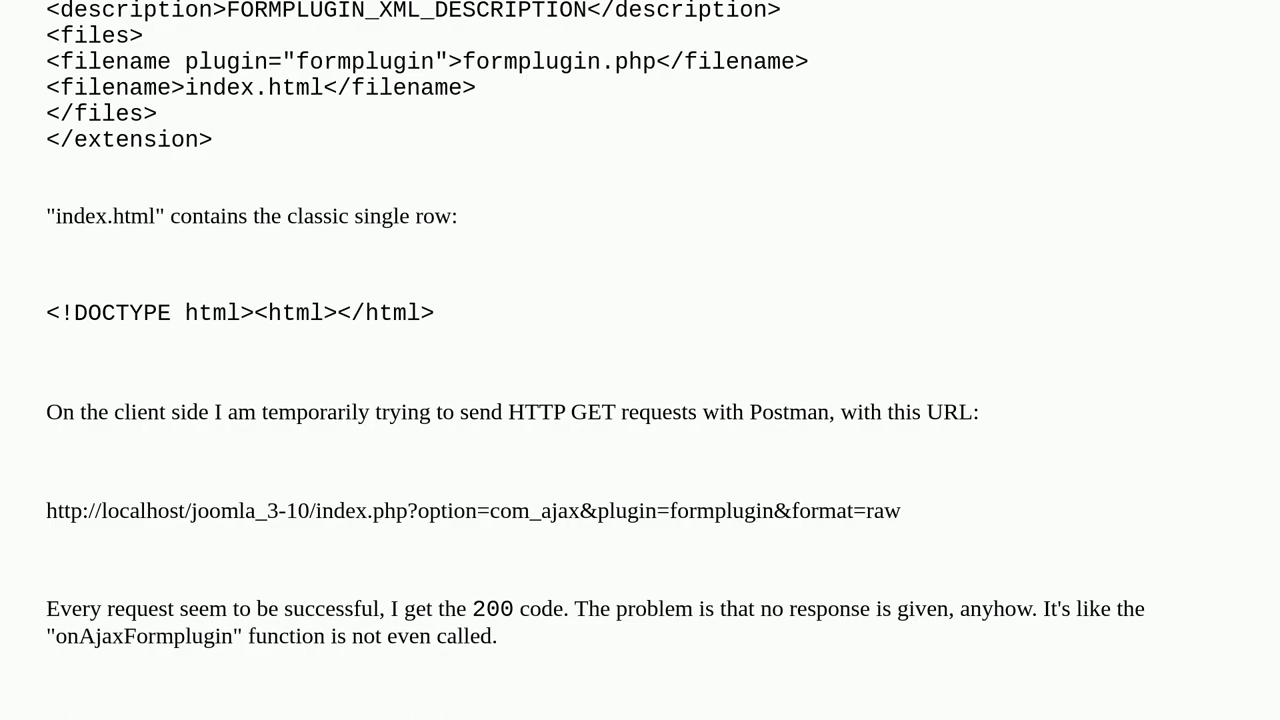 <description>FORMPLUGIN_XML_DESCRIPTION</description>
<files>
<filename plugin="formplugin">formplugin.php</filename>
<filename>index.html</filename>
</files>
</extension>
"index.html" contains the classic single row:
<!DOCTYPE html><html></html>
On the client side I am temporarily trying to send HTTP GET requests with Postman, with this URL:
http://localhost/joomla_3-10/index.php?option=com_ajax&plugin=formplugin&format=raw
Every request seem to be successful, I get the 200 code. The problem is that no response is given, anyhow. It's like the
"onAjaxFormplugin" function is not even called.